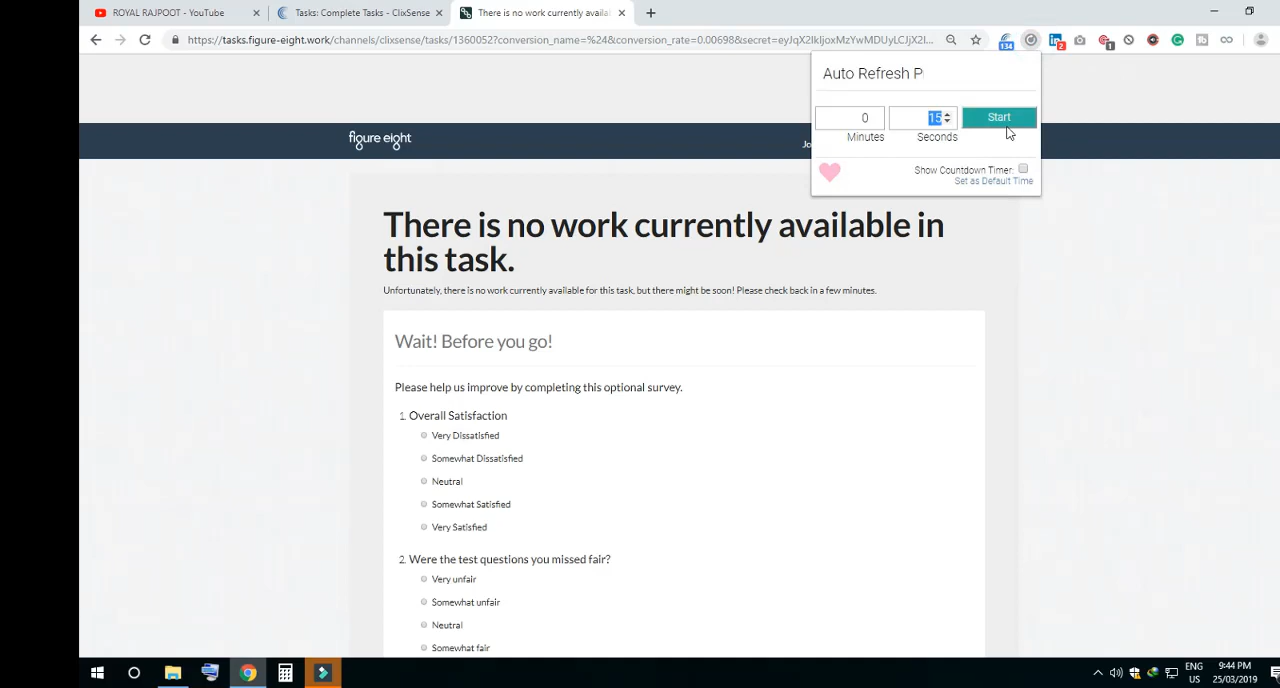 ROYAL RAJPOOT - YouTube
Tasks: Complete Tasks - ClixSense
There is no work currently availa
https://tasks.figure-eight.work/channels/clixsense/tasks/1360052?conversion_name=%24&conversion_rate=0.00698&secret=eyJqX2lkIjoxMzYwMDUyLCJjX2l...
134
2
1
Auto Refresh P
0
15
Start
Minutes
Seconds
Show Countdown Timer:
Set as Default Time
figure eight
Jo
There is no work currently available in
this task.
Unfortunately, there is no work currently available for this task, but there might be soon! Please check back in a few minutes.
Wait! Before you go!
Please help us improve by completing this optional survey.
1. Overall Satisfaction
Very Dissatisfied
Somewhat Dissatisfied
Neutral
Somewhat Satisfied
Very Satisfied
2. Were the test questions you missed fair?
Very unfair
Somewhat unfair
Neutral
Somewhat fair
ENG
US
9:44 PM
25/03/2019